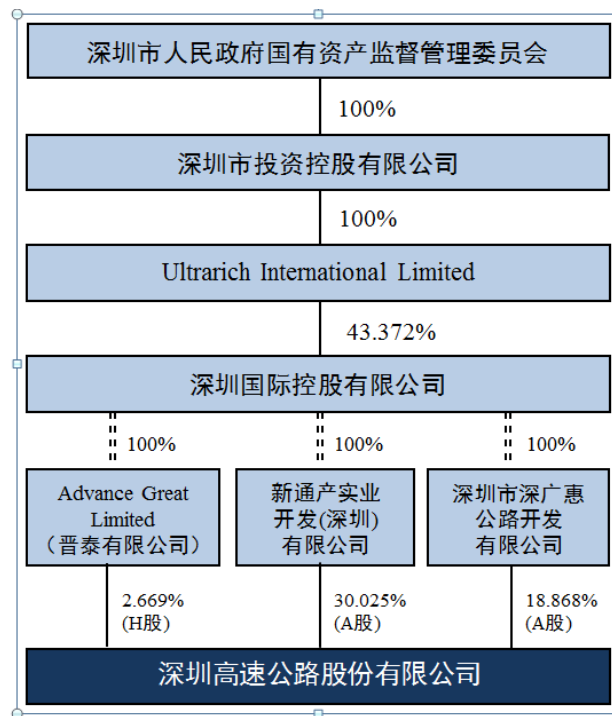 深圳市人民政府国有资产监督管理委员会
100%
深圳市投资控股有限公司
100%
Ultrarich International Limited
43.372%
深圳国际控股有限公司
100%
100%
100%
Advance Great
Limited
（晋泰有限公司）
新通产实业
开发(深圳)
有限公司
深圳市深广惠
公路开发
有限公司
2.669%
(H股)
30.025%
(A股)
18.868%
(A股)
深圳高速公路股份有限公司